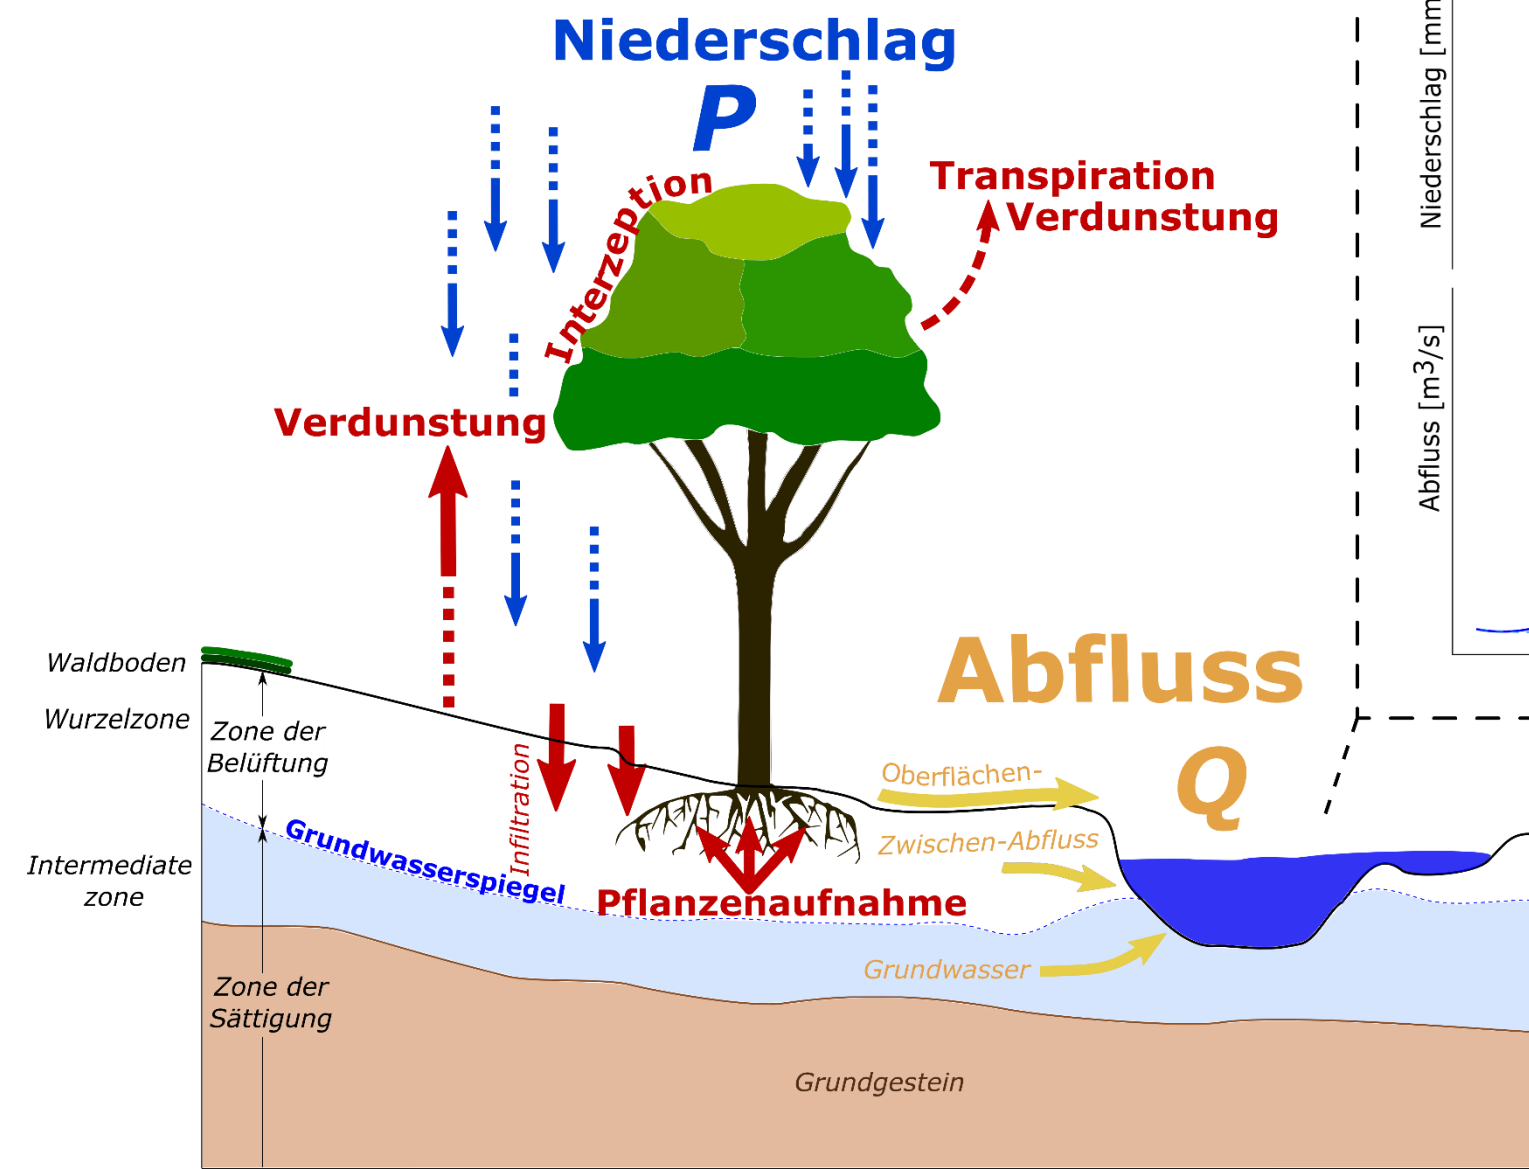 Niederschlag
P
Interzeption
Transpiration
Verdunstung
Verdunstung
Niederschlag [mm
Abfluss [m3/s]
Abfluss
Q
Waldboden
Wurzelzone
Zone der
Belüftung
Infiltration
Oberflächen-
Zwischen-Abfluss
Grundwasserspiegel
Pflanzenaufnahme
Intermediate
zone
Grundwasser
Zone der
Sättigung
Grundgestein